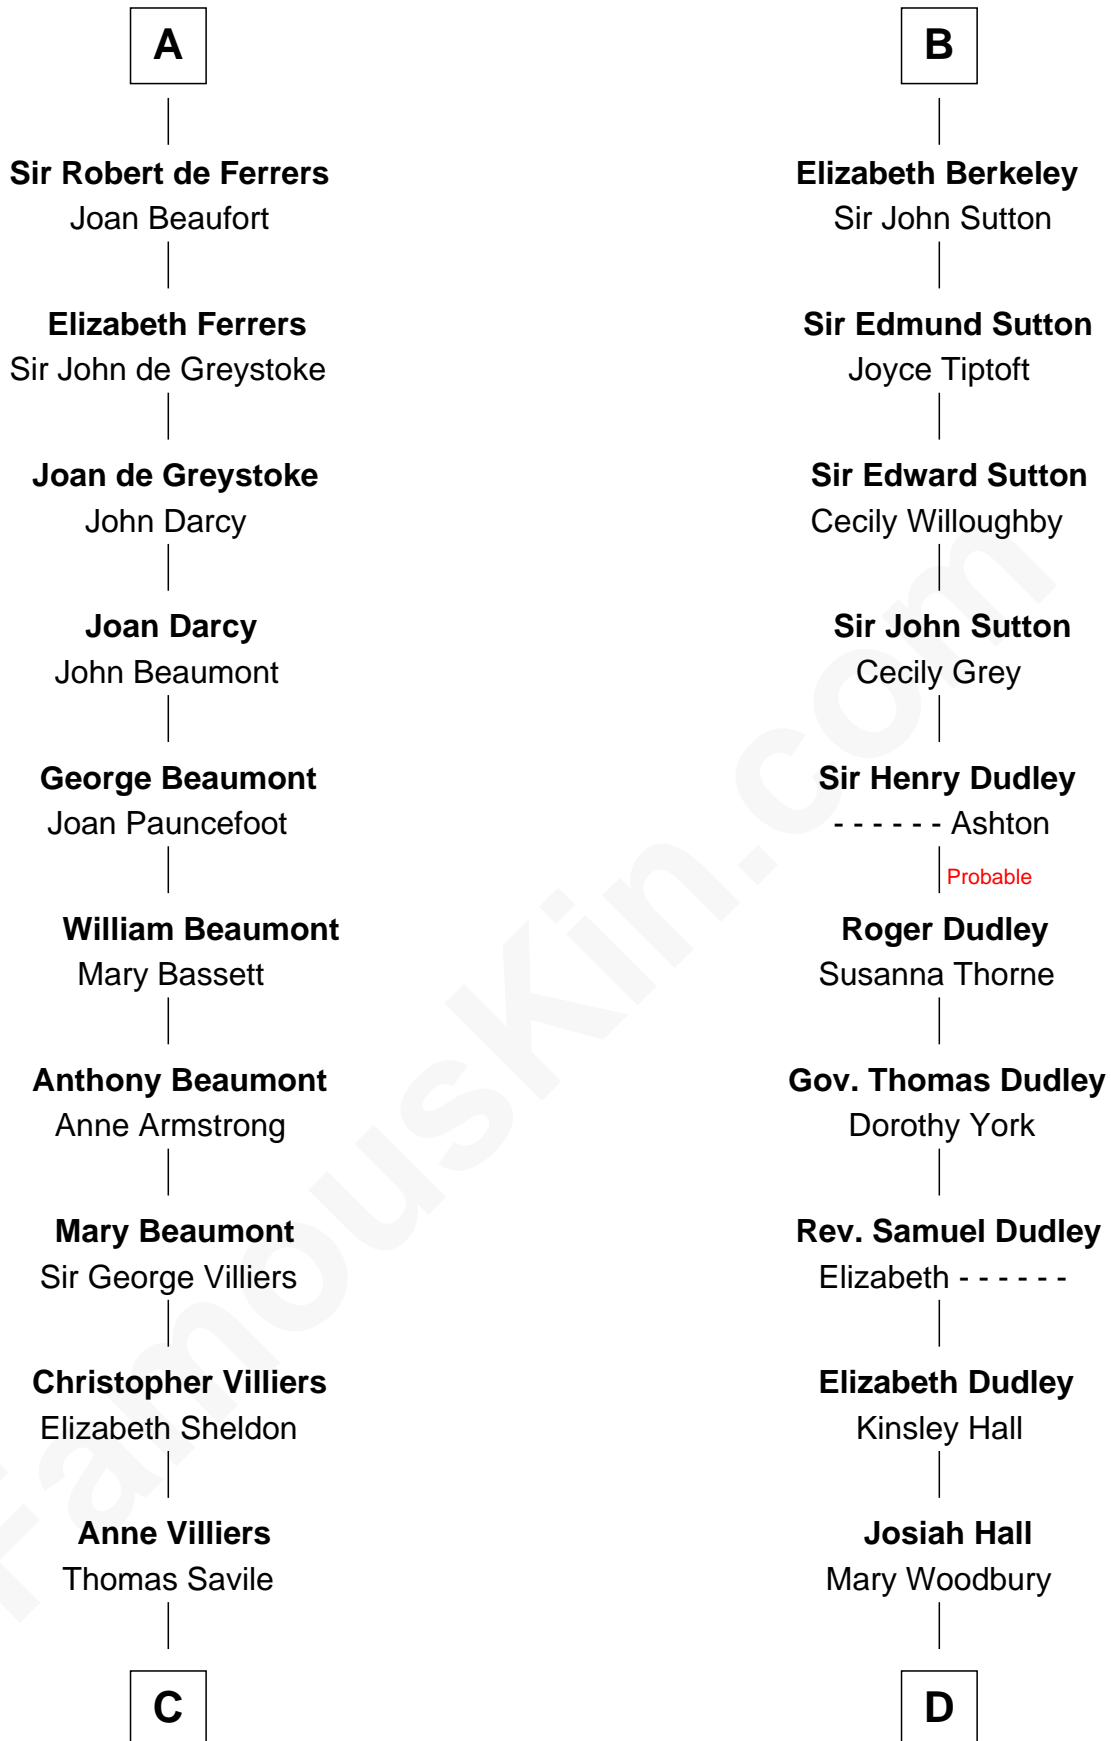 A
Sir Robert de Ferrers
Joan Beaufort
Elizabeth Ferrers
Sir John de Greystoke
Joan de Greystoke
John Darcy
Joan Darcy
John Beaumont
George Beaumont
Joan Pauncefoot
William Beaumont
Mary Bassett
Anthony Beaumont
Anne Armstrong
Mary Beaumont
Sir George Villiers
Christopher Villiers
Elizabeth Sheldon
Anne Villiers
Thomas Savile
C
B
Elizabeth Berkeley
Sir John Sutton
Sir Edmund Sutton
Joyce Tiptoft
Sir Edward Sutton
Cecily Willoughby
Sir John Sutton
Cecily Grey
Sir Henry Dudley
- - - - - - Ashton
Probable
Roger Dudley
Susanna Thorne
Gov. Thomas Dudley
Dorothy York
Rev. Samuel Dudley
Elizabeth - - - - - -
Elizabeth Dudley
Kinsley Hall
Josiah Hall
Mary Woodbury
D
FamousKin.com